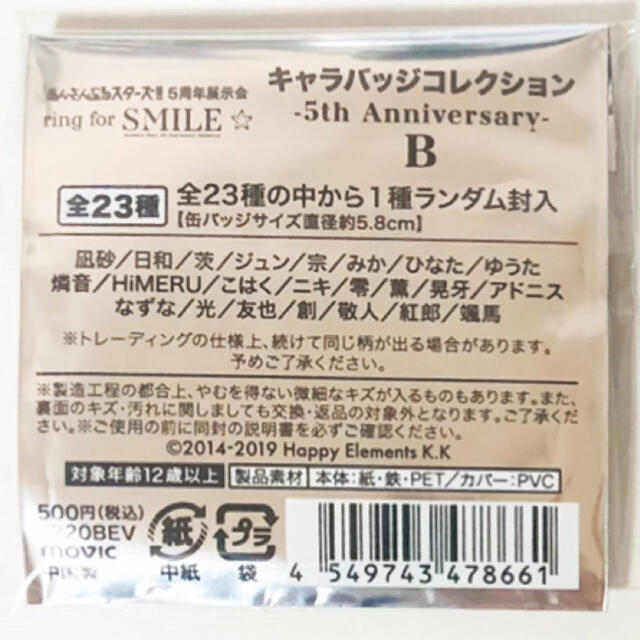 あんさんぶるスターズ!! 5周年展示会
ring for SMILE☆
キャラバッジコレクション
-5th Anniversary-
B
全23種
全23種の中から1種ランダム封入
【缶バッジサイズ直径約5.8cm】
凪砂/日和/茨/ジュン/宗/みか/ひなた/ゆうた
燐音/HiMERU/こはく/ニキ/零/薫/晃牙/アドニス
なずな/光/友也/創/敬人/紅郎/颯馬
※トレーディングの仕様上、続けて同じ柄が出る場合があります。
予めご了承ください。
※製造工程の都合上、やむを得ない微細なキズが入るものもあります。また、
裏面のキズ・汚れに関しましても交換・返品の対象外となります。ご了承くだ
さい。※ご使用の前に同封の説明書を必ずご確認ください。
©2014-2019 Happy Elements K.K
対象年齢12歳以上
製品素材 本体:紙・鉄・PET/カバー:PVC
500円(税込)
220BEV
movic
中国製
紙
中紙
プラ
袋
4 549743 478661